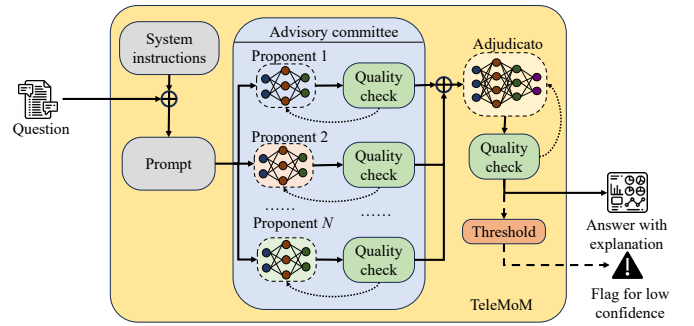 System
instructions
Question
Prompt
Advisory committee
Proponent 1
Quality
check
Proponent 2
Quality
check
......
......
Proponent N
Quality
check
Adjudicato
Quality
check
Threshold
Answer with
explanation
Flag for low
confidence
TeleMoM